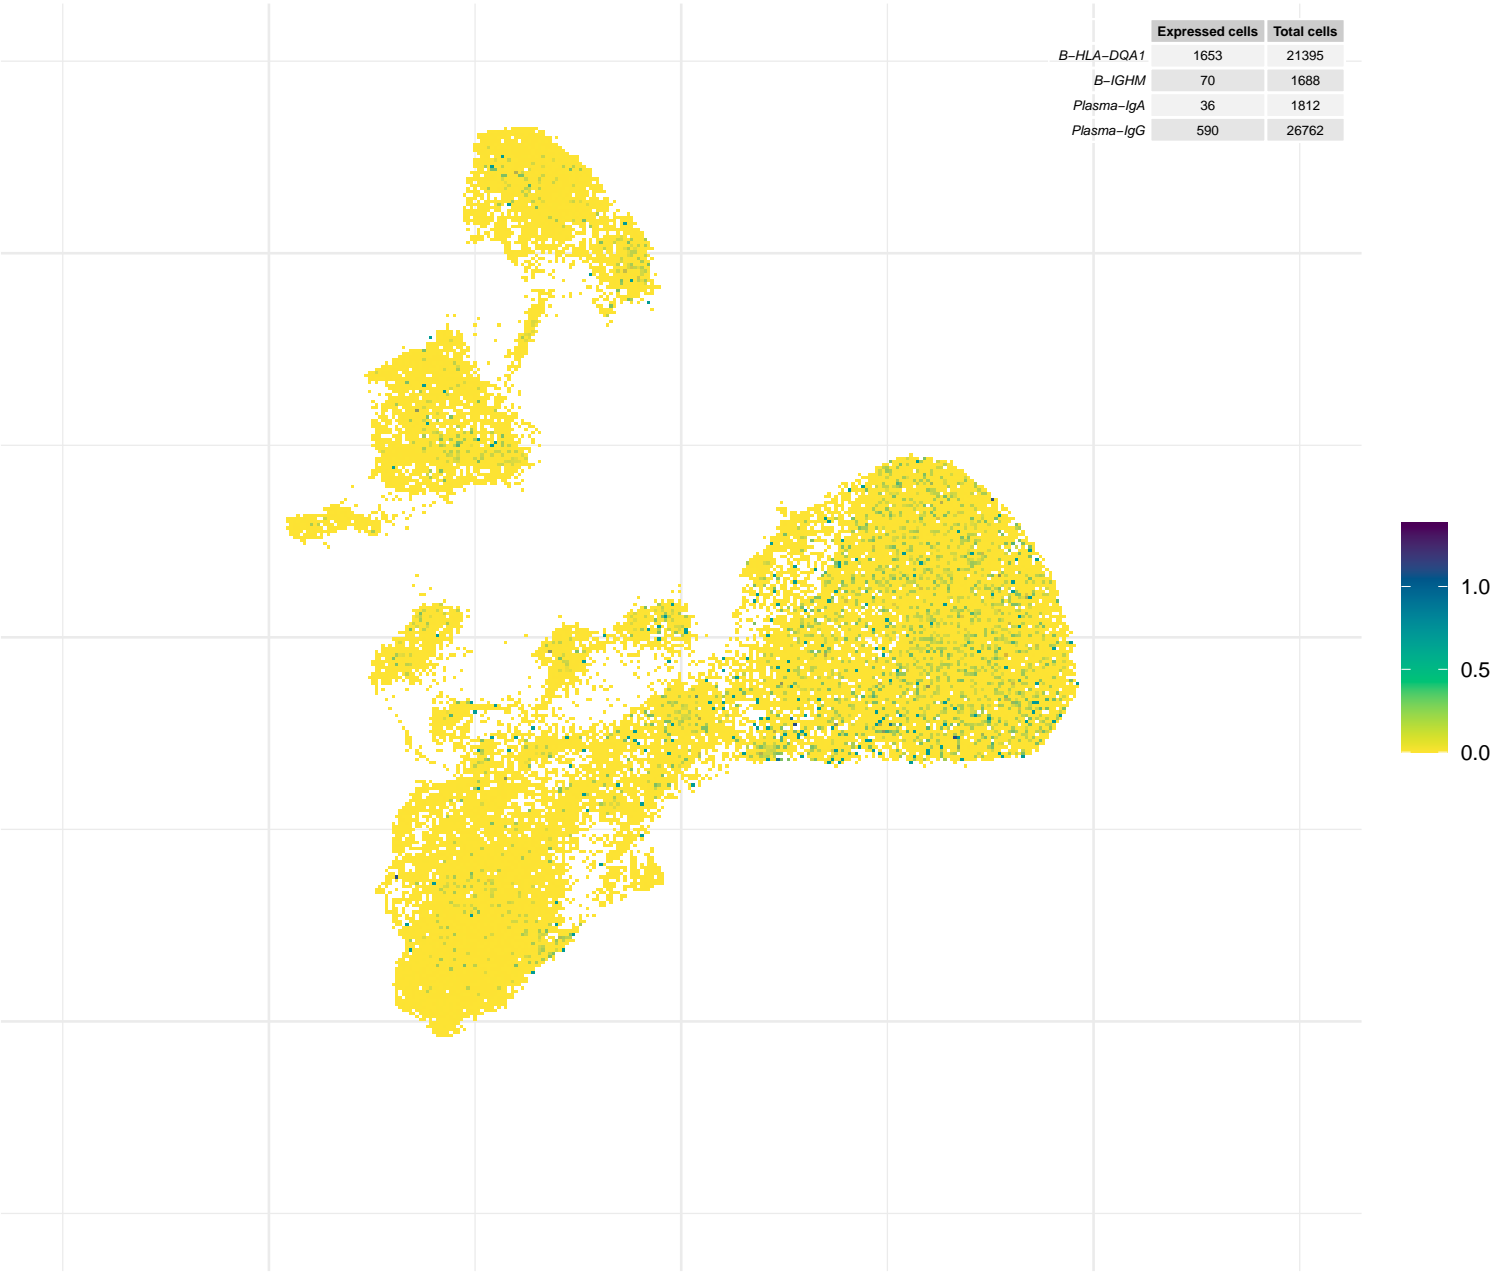 Expressed cells Total cells
B−HLA−DQA1 1653 21395
B−IGHM 70 1688
Plasma−IgA 36 1812
Plasma−IgG 590 26762
1.0
0.5
0.0